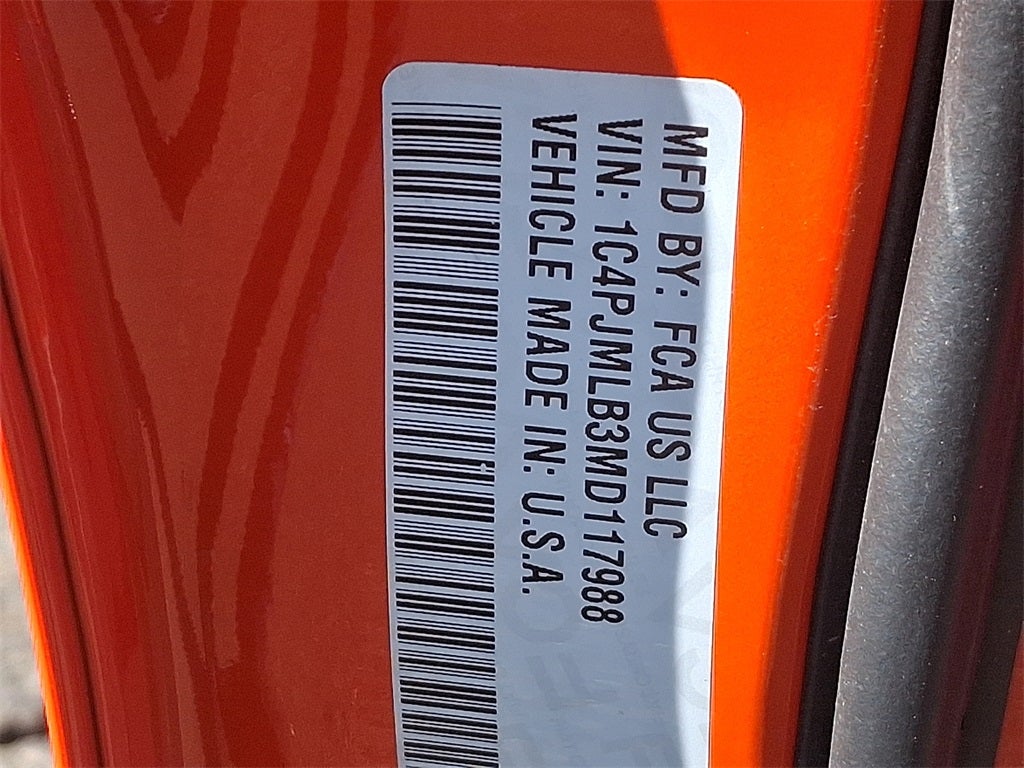 MFD BY: FCA US LLC
VIN: 1C4PJMLB3MD117988
VEHICLE MADE IN: U.S.A.